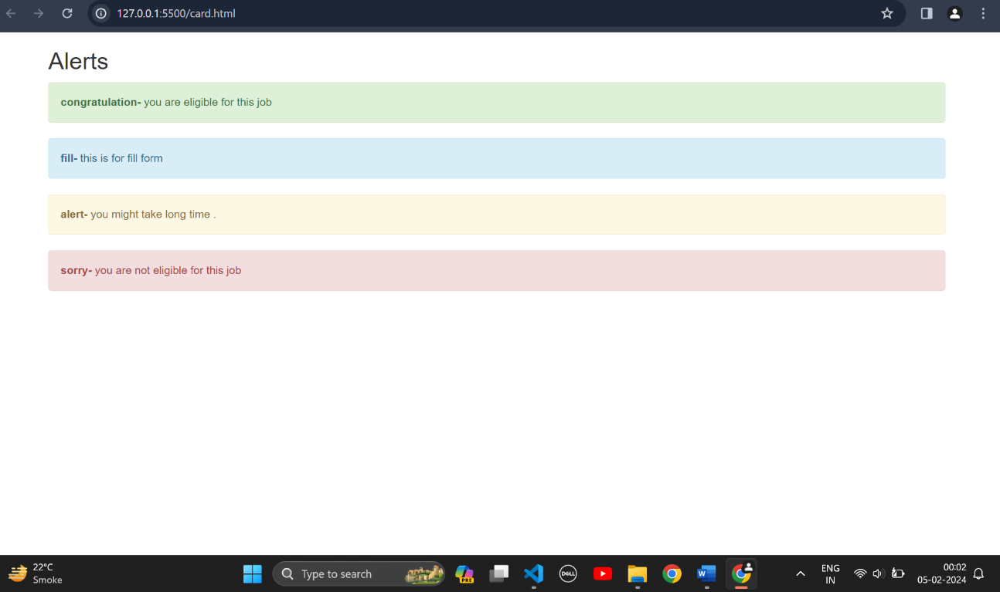 127.0.0.1:5500/card.html
Alerts
congratulation- you are eligible for this job
fill- this is for fill form
alert- you might take long time .
sorry- you are not eligible for this job
22°C
Smoke
Type to search
PRE
DELL
W
ENG
IN
00:02
05-02-2024